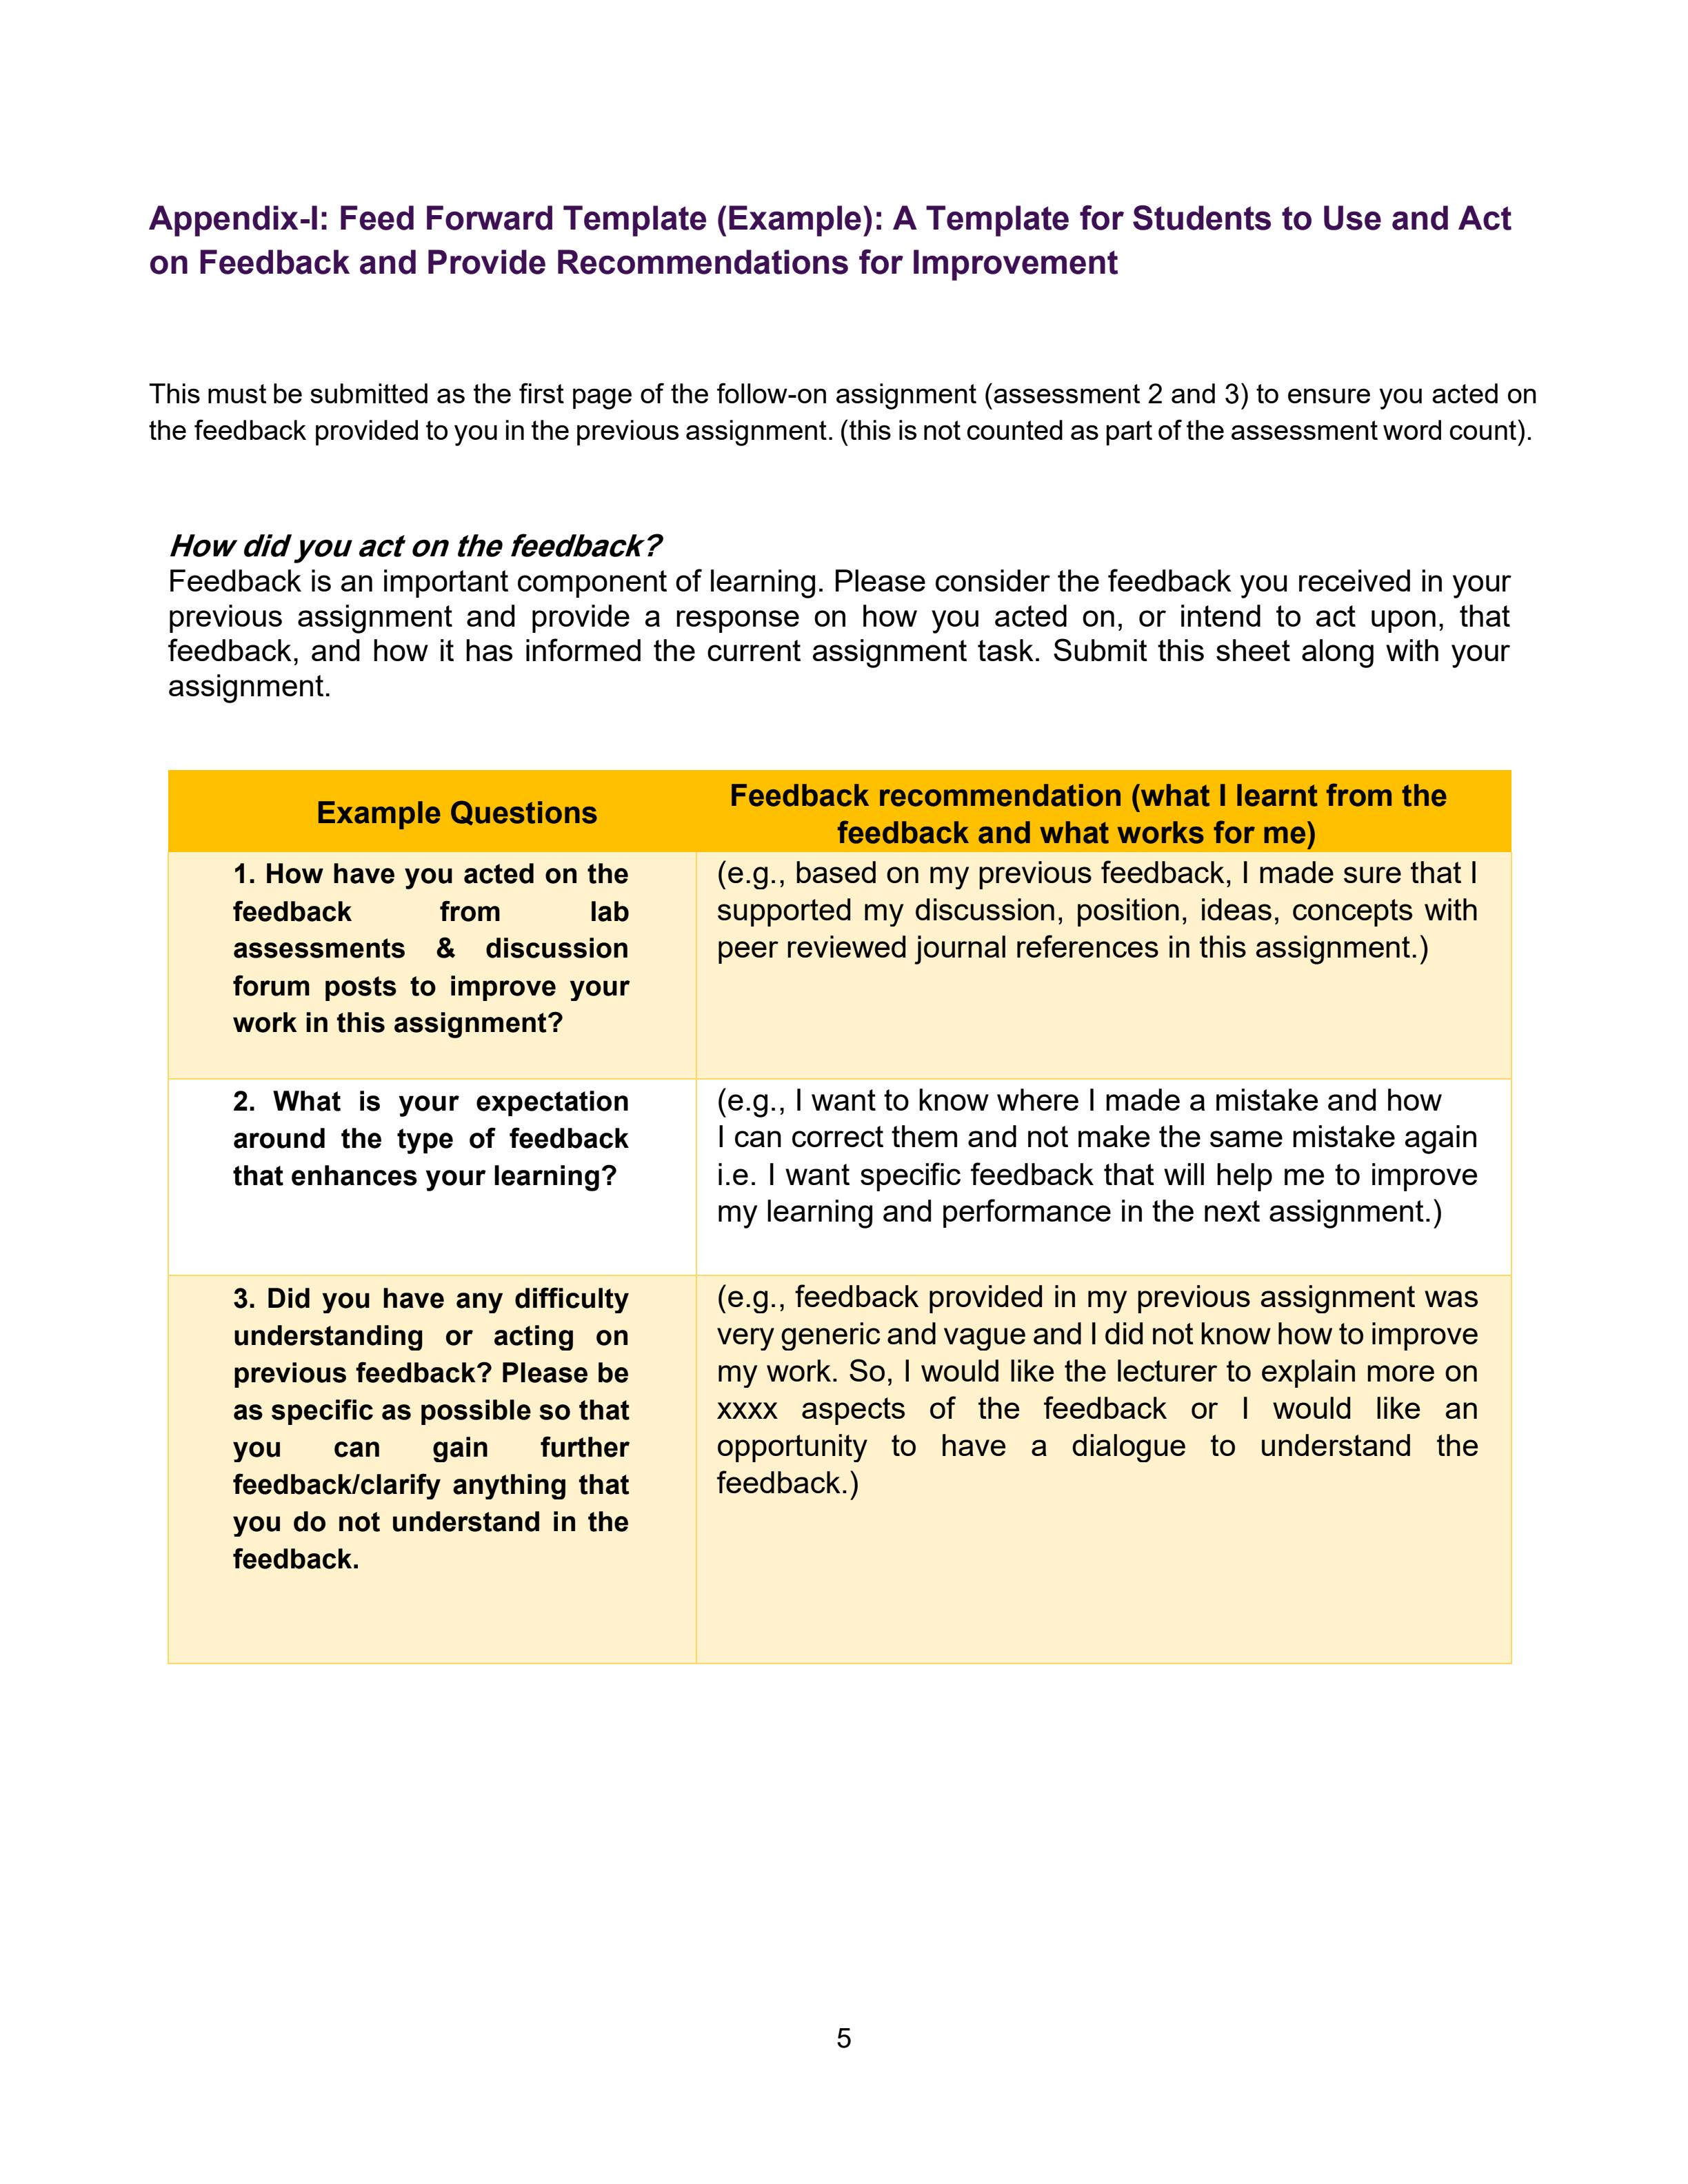 Appendix-I: Feed Forward Template (Example): A Template for Students to Use and Act
on Feedback and Provide Recommendations for Improvement
This must be submitted as the first page of the follow-on assignment (assessment 2 and 3) to ensure you acted on
the feedback provided to you in the previous assignment. (this is not counted as part of the assessment word count).
How did you act on the feedback?
Feedback is an important component of learning. Please consider the feedback you received in your
previous assignment and provide a response on how you acted on, or intend to act upon, that
feedback, and how it has informed the current assignment task. Submit this sheet along with your
assignment.
Example Questions
Feedback recommendation (what I learnt from the
feedback and what works for me)
1. How have you acted on the
feedback from lab
assessments & discussion
forum posts to improve your
work in this assignment?
(e.g., based on my previous feedback, I made sure that I
supported my discussion, position, ideas, concepts with
peer reviewed journal references in this assignment.)
2. What is your expectation
around the type of feedback
that enhances your learning?
(e.g., I want to know where I made a mistake and how
I can correct them and not make the same mistake again
i.e. I want specific feedback that will help me to improve
my learning and performance in the next assignment.)
3. Did you have any difficulty
understanding or acting on
previous feedback? Please be
as specific as possible so that
you can gain further
feedback/clarify anything that
you do not understand in the
feedback.
(e.g., feedback provided in my previous assignment was
very generic and vague and I did not know how to improve
my work. So, I would like the lecturer to explain more on
xxxx aspects of the feedback or I would like an
opportunity to have a dialogue to understand the
feedback.)
5